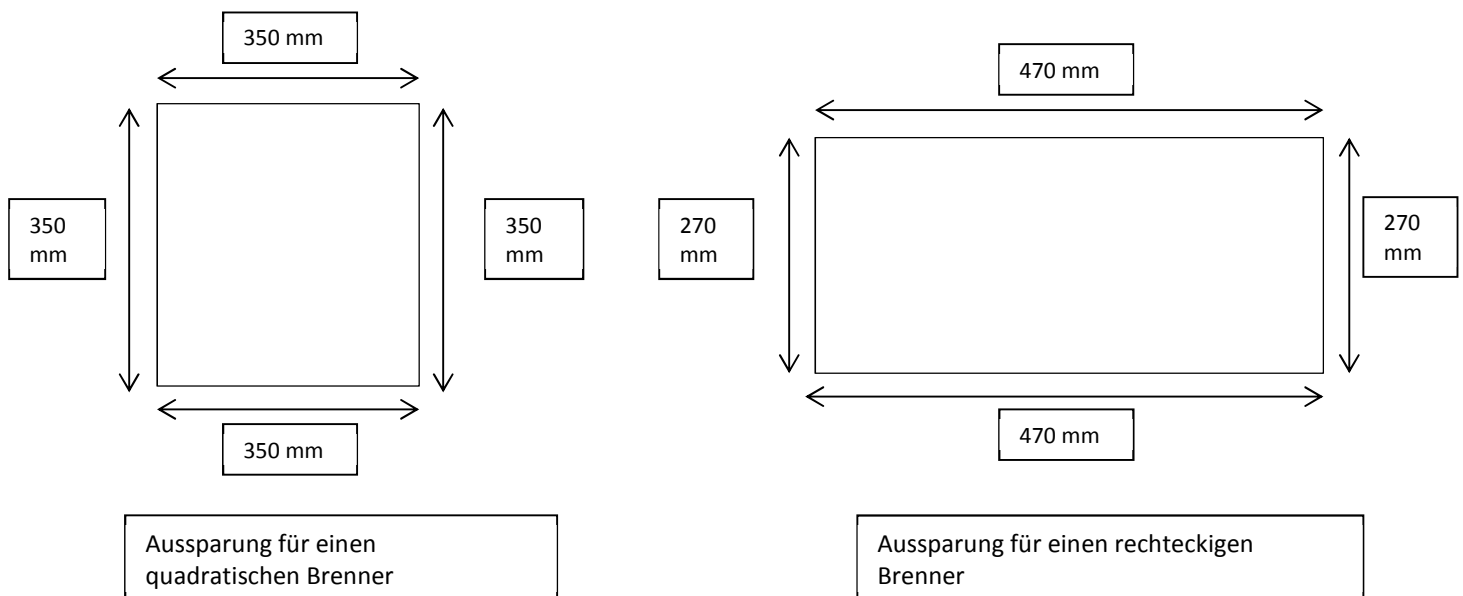 350 mm
350
mm
350
mm
350 mm
Aussparung für einen
quadratischen Brenner
470 mm
270
mm
270
mm
470 mm
Aussparung für einen rechteckigen
Brenner